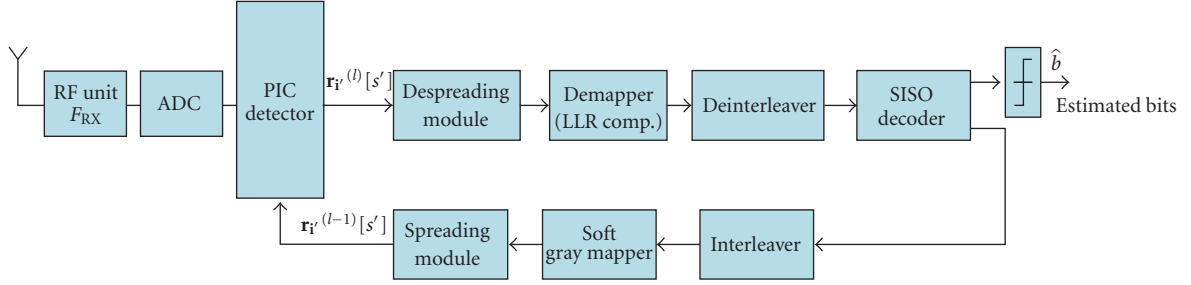 RF unit
F_RX
ADC
PIC
detector
r_i′^(l)[s′]
Despreading
module
Demapper
(LLR comp.)
Deinterleaver
SISO
decoder
b̂
Estimated bits
r_i′^(l−1)[s′]
Spreading
module
Soft
gray mapper
Interleaver